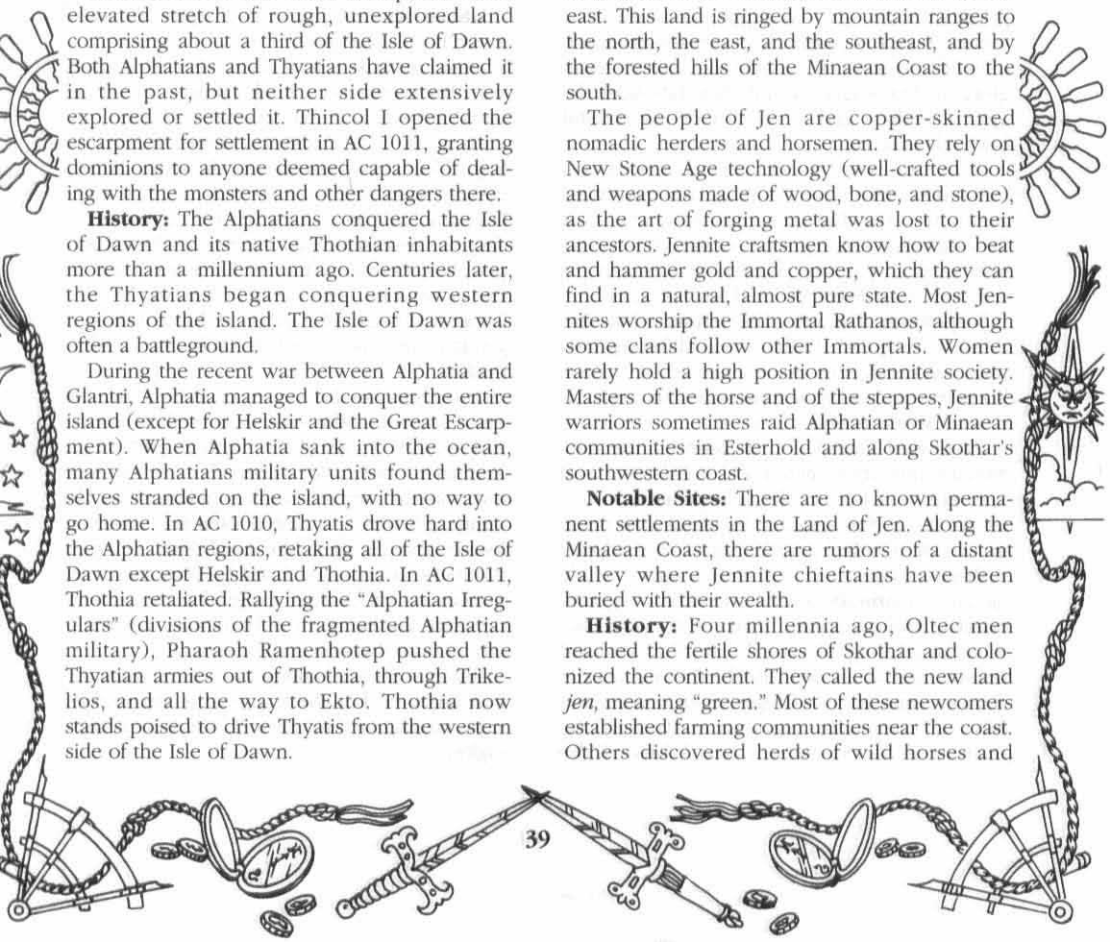 elevated stretch of rough, unexplored land
comprising about a third of the Isle of Dawn.
Both Alphatians and Thyatians have claimed it
in the past, but neither side extensively
explored or settled it. Thincol I opened the
escarpment for settlement in AC 1011, granting
dominions to anyone deemed capable of deal-
ing with the monsters and other dangers there.
History: The Alphatians conquered the Isle
of Dawn and its native Thothian inhabitants
more than a millennium ago. Centuries later,
the Thyatians began conquering western
regions of the island. The Isle of Dawn was
often a battleground.
During the recent war between Alphatia and
Glantri, Alphatia managed to conquer the entire
island (except for Helskir and the Great Escarp-
ment). When Alphatia sank into the ocean,
many Alphatians military units found them-
selves stranded on the island, with no way to
go home. In AC 1010, Thyatis drove hard into
the Alphatian regions, retaking all of the Isle of
Dawn except Helskir and Thothia. In AC 1011,
Thothia retaliated. Rallying the “Alphatian Irreg-
ulars” (divisions of the fragmented Alphatian
military), Pharaoh Ramenhotep pushed the
Thyatian armies out of Thothia, through Trike-
lios, and all the way to Ekto. Thothia now
stands poised to drive Thyatis from the western
side of the Isle of Dawn.
east. This land is ringed by mountain ranges to
the north, the east, and the southeast, and by
the forested hills of the Minaean Coast to the
south.
The people of Jen are copper-skinned
nomadic herders and horsemen. They rely on
New Stone Age technology (well-crafted tools
and weapons made of wood, bone, and stone),
as the art of forging metal was lost to their
ancestors. Jennite craftsmen know how to beat
and hammer gold and copper, which they can
find in a natural, almost pure state. Most Jen-
nites worship the Immortal Rathanos, although
some clans follow other Immortals. Women
rarely hold a high position in Jennite society.
Masters of the horse and of the steppes, Jennite
warriors sometimes raid Alphatian or Minaean
communities in Esterhold and along Skothar's
southwestern coast.
Notable Sites: There are no known perma-
nent settlements in the Land of Jen. Along the
Minaean Coast, there are rumors of a distant
valley where Jennite chieftains have been
buried with their wealth.
History: Four millennia ago, Oltec men
reached the fertile shores of Skothar and colo-
nized the continent. They called the new land
jen, meaning “green.” Most of these newcomers
established farming communities near the coast.
Others discovered herds of wild horses and
39